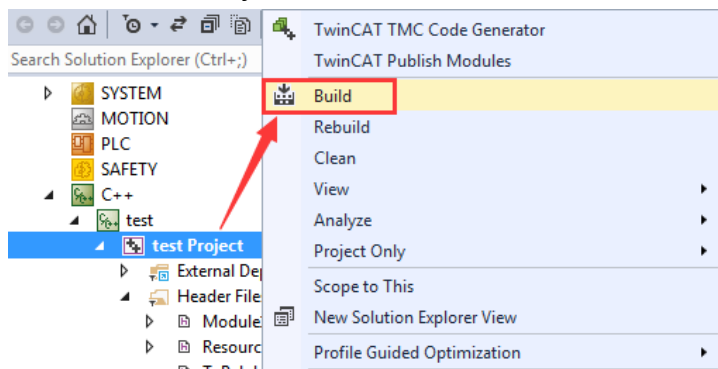 Search Solution Explorer (Ctrl+;)
SYSTEM
MOTION
PLC
SAFETY
C++
test
test Project
External De
Header File
Module
Resourc
TwinCAT TMC Code Generator
TwinCAT Publish Modules
Build
Rebuild
Clean
View
Analyze
Project Only
Scope to This
New Solution Explorer View
Profile Guided Optimization